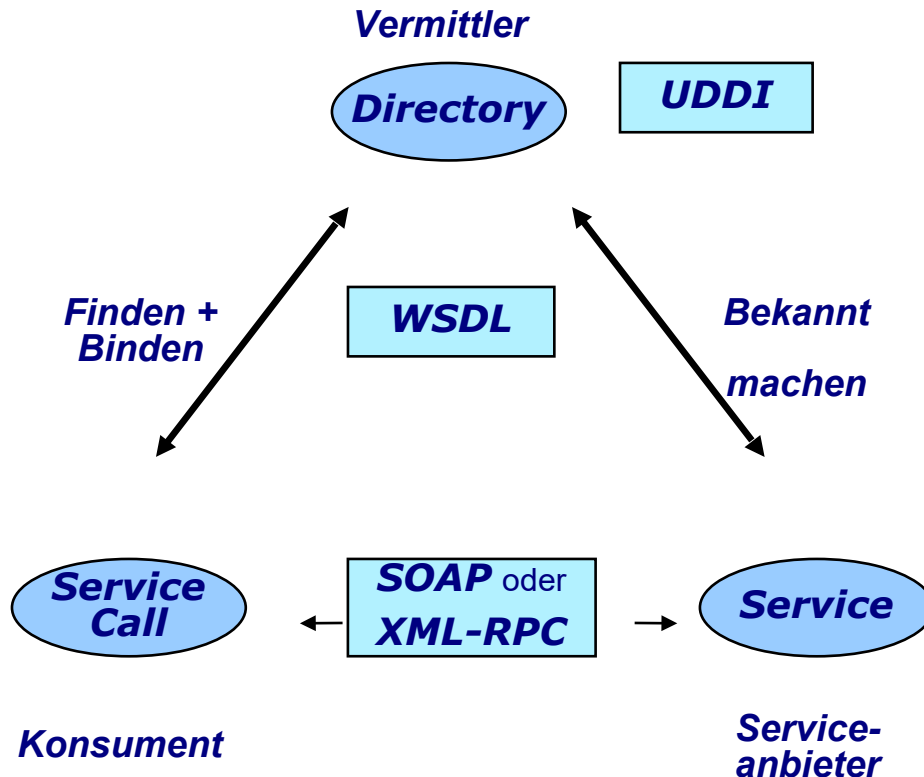 Vermittler
Directory
UDDI
Finden +
Binden
WSDL
Bekannt
machen
Service
Call
SOAP oder
XML-RPC
Service
Konsument
Service-
anbieter